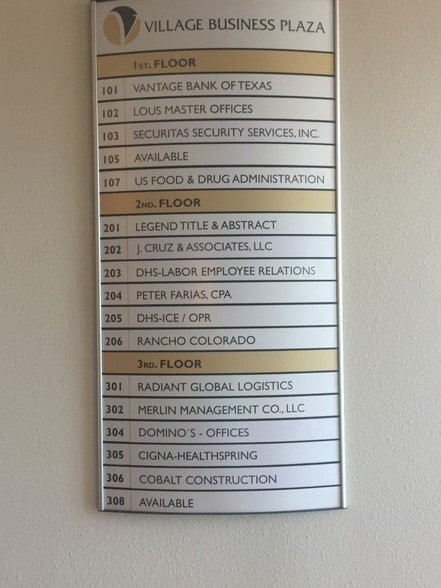 VILLAGE BUSINESS PLAZA
1ST. FLOOR
101 VANTAGE BANK OF TEXAS
102 LOUS MASTER OFFICES
103 SECURITAS SECURITY SERVICES, INC.
105 AVAILABLE
107 US FOOD & DRUG ADMINISTRATION
2ND. FLOOR
201 LEGEND TITLE & ABSTRACT
202 J. CRUZ & ASSOCIATES, LLC
203 DHS-LABOR EMPLOYEE RELATIONS
204 PETER FARIAS, CPA
205 DHS-ICE / OPR
206 RANCHO COLORADO
3RD. FLOOR
301 RADIANT GLOBAL LOGISTICS
302 MERLIN MANAGEMENT CO., LLC
304 DOMINO´S - OFFICES
305 CIGNA-HEALTHSPRING
306 COBALT CONSTRUCTION
308 AVAILABLE